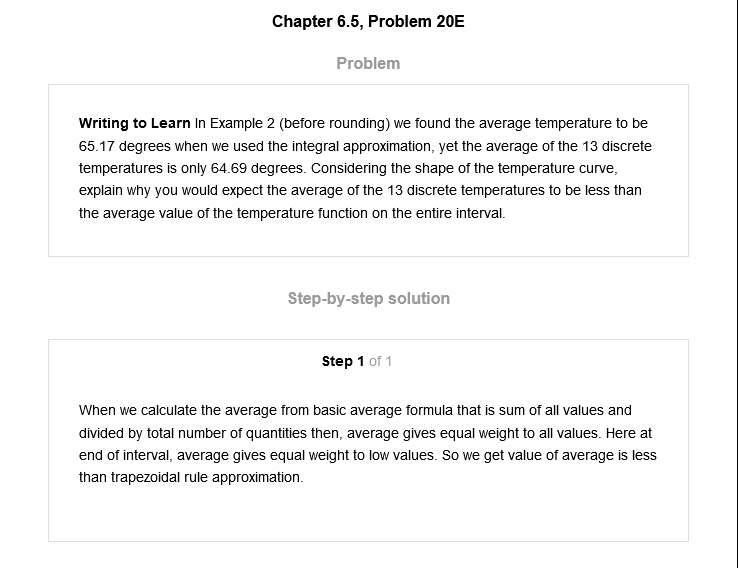 Chapter 6.5, Problem 20E
Problem
Writing to Learn In Example 2 (before rounding) we found the average temperature to be
65.17 degrees when we used the integral approximation, yet the average of the 13 discrete
temperatures is only 64.69 degrees. Considering the shape of the temperature curve,
explain why you would expect the average of the 13 discrete temperatures to be less than
the average value of the temperature function on the entire interval.
Step-by-step solution
Step 1 of 1
When we calculate the average from basic average formula that is sum of all values and
divided by total number of quantities then, average gives equal weight to all values. Here at
end of interval, average gives equal weight to low values. So we get value of average is less
than trapezoidal rule approximation.